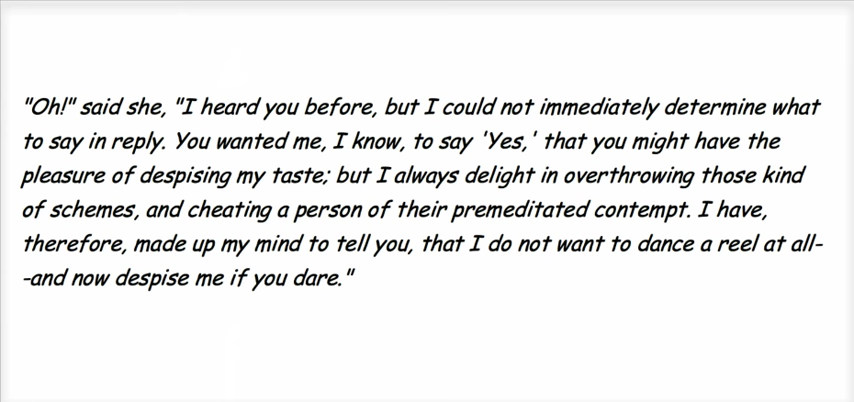 "Oh!" said she, "I heard you before, but I could not immediately determine what
to say in reply. You wanted me, I know, to say 'Yes,' that you might have the
pleasure of despising my taste; but I always delight in overthrowing those kind
of schemes, and cheating a person of their premeditated contempt. I have,
therefore, made up my mind to tell you, that I do not want to dance a reel at all-
-and now despise me if you dare."